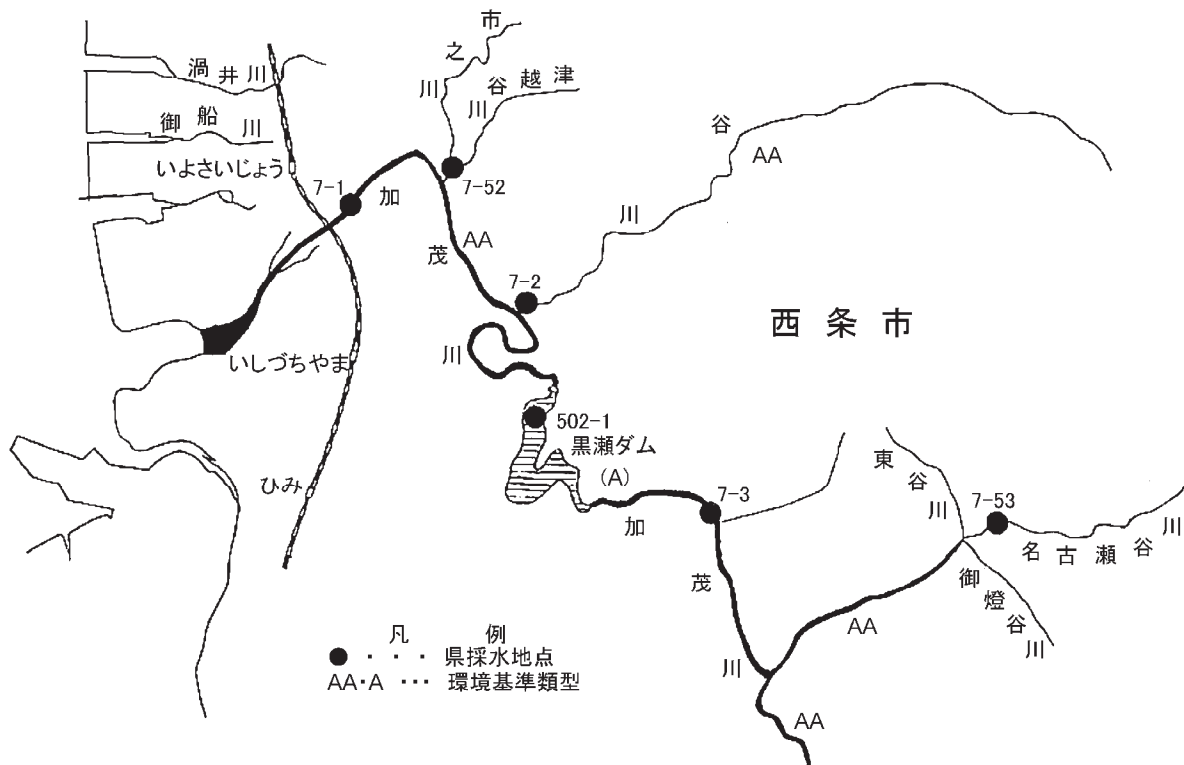 渦井川
御船川
いよさいじょう
市之川
谷越津川
7-1
7-52
加茂川
AA
7-2
谷川
AA
西条市
いしづちやま
502-1
黒瀬ダム
(A)
ひみ
7-3
加茂川
東谷川
7-53
名古瀬谷川
御燈谷川
AA
AA
凡 例
●・・・県採水地点
AA・A ・・・環境基準類型